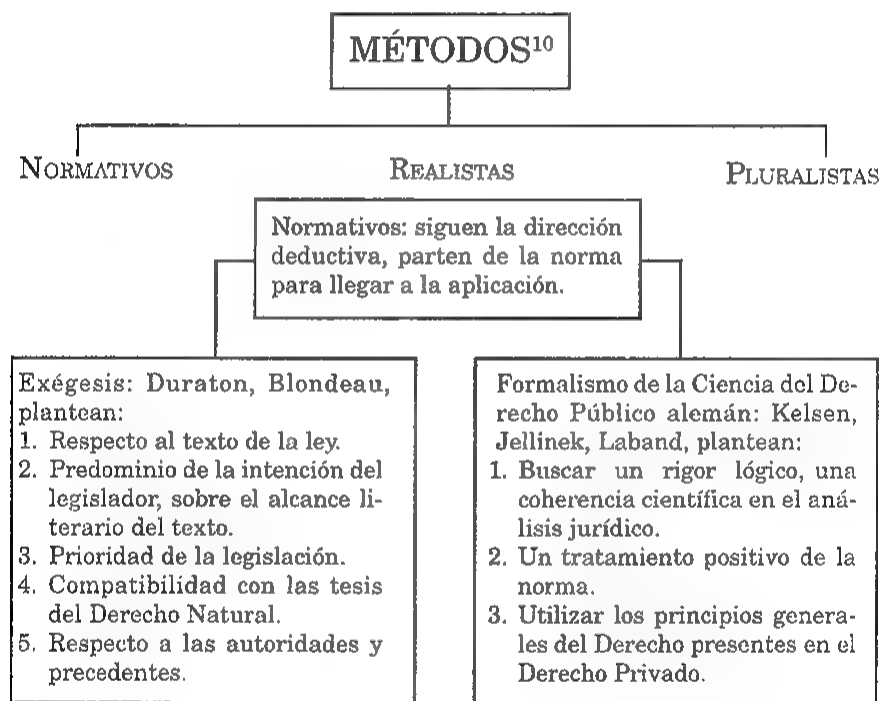 MÉTODOS¹⁰
NORMATIVOS
REALISTAS
PLURALISTAS
Normativos: siguen la dirección
deductiva, parten de la norma
para llegar a la aplicación.
Exégesis: Duraton, Blondeau,
plantean:
1. Respecto al texto de la ley.
2. Predominio de la intención del
legislador, sobre el alcance li-
terario del texto.
3. Prioridad de la legislación.
4. Compatibilidad con las tesis
del Derecho Natural.
5. Respecto a las autoridades y
precedentes.
Formalismo de la Ciencia del De-
recho Público alemán: Kelsen,
Jellinek, Laband, plantean:
1. Buscar un rigor lógico, una
coherencia científica en el aná-
lisis jurídico.
2. Un tratamiento positivo de la
norma.
3. Utilizar los principios genera-
les del Derecho presentes en el
Derecho Privado.